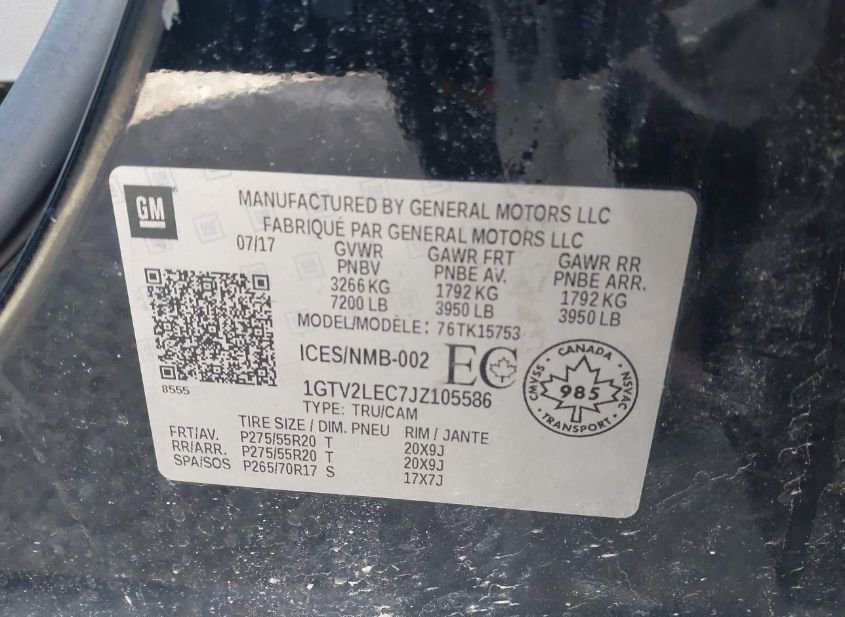 GM
MANUFACTURED BY GENERAL MOTORS LLC
FABRIQUÉ PAR GENERAL MOTORS LLC
07/17
GVWR GAWR FRT GAWR RR
PNBV PNBE AV. PNBE ARR.
3266 KG 1792 KG 1792 KG
7200 LB 3950 LB 3950 LB
MODEL/MODÈLE: 76TK15753
ICES/NMB-002 EC
8555
1GTV2LEC7JZ105586
TYPE: TRU/CAM
CANADA
CMVSS 985 NSVAC
TRANSPORT
TIRE SIZE / DIM. PNEU RIM / JANTE
FRT/AV. P275/55R20 T 20X9J
RR/ARR. P275/55R20 T 20X9J
SPA/SOS P265/70R17 S 17X7J